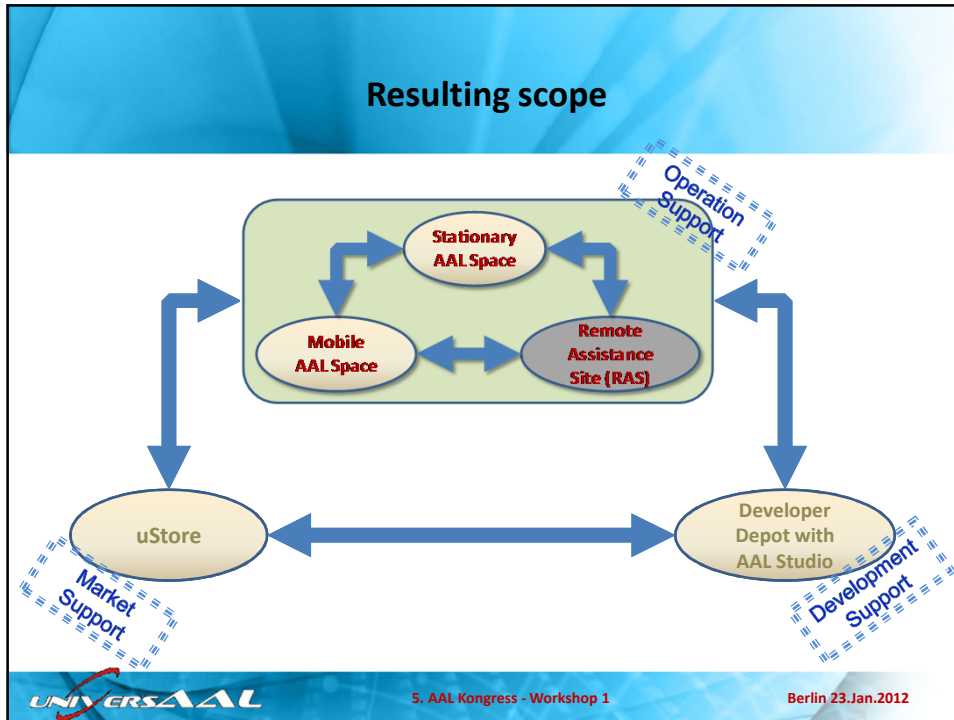 Resulting scope
Operation
Support
Stationary
AAL Space
Mobile
AAL Space
Remote
Assistance
Site (RAS)
uStore
Developer
Depot with
AAL Studio
Market
Support
Development
Support
UNIVERSAAL
5. AAL Kongress - Workshop 1
Berlin 23.Jan.2012